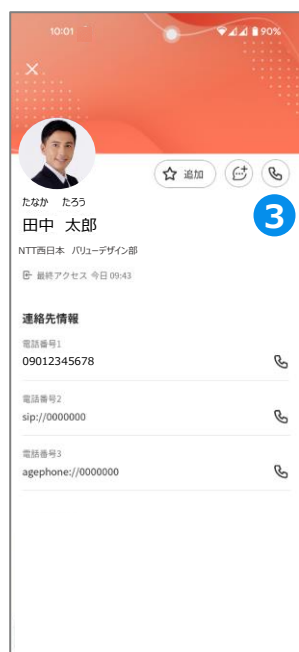 10:01
90%
追加
たなか たろう
田中 太郎
3
NTT西日本 バリューデザイン部
最終アクセス 今日 09:43
連絡先情報
電話番号1
09012345678
電話番号2
sip://0000000
電話番号3
agephone://0000000